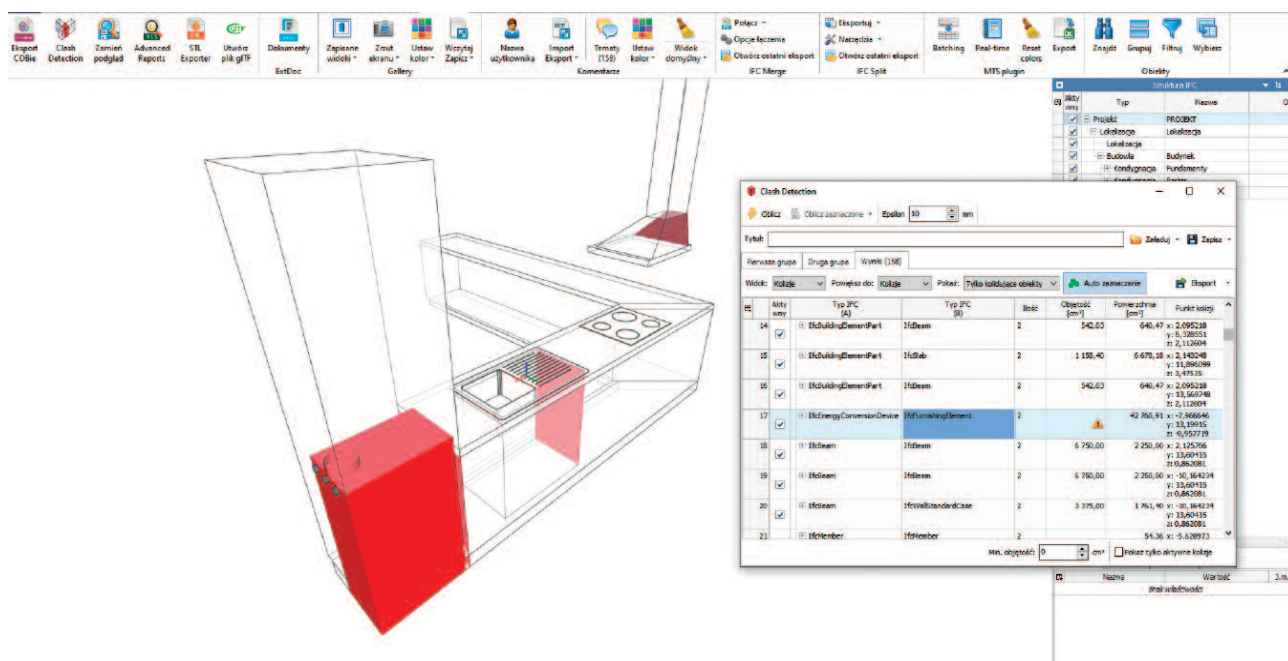 Eksport COBie
Clash Detection
Zamień podgląd
Advanced Reports
STL Exporter
Utwórz plik glTF
Dokumenty
Zapisane widoki
Zrzut ekranu
Ustaw kolor
Wczytaj Zapisz
Nazwa użytkownika
Import Eksport
Tematy (158)
Ustaw kolor
Widok domyślny
Połącz
Opcje łączenia
Otwórz ostatni eksport
Eksportuj
Narzędzia
Otwórz ostatni eksport
Batching
Real-time
Reset colors
Export
Znajdź
Grupuj
Filtruj
Wybierz
ExtDoc
Gallery
Komentarze
IFC Merge
IFC Split
MTS plugin
Obiekty
Struktura IFC
Akty wny
Typ
Nazwa
Projekt PROJEKT
Lokalizacja Lokalizacja
Lokalizacja
Budowla Budynek
Kondygnacja Fundamenty
Clash Detection
Oblicz
Oblicz zaznaczone
Epsilon 10 mm
Tytuł:
Załaduj
Zapisz
Pierwsza grupa
Druga grupa
Wyniki (158)
Widok: Kolizje
Powiększ do: Kolizje
Pokaż: Tylko kolidujące obiekty
Auto zaznaczenie
Eksport
Akty wny
Typ IFC (A)
Typ IFC (B)
Ilość
Objętość [cm³]
Powierzchnia [cm²]
Punkt kolizji
14 IfcBuildingElementPart IfcBeam 2 542,03 640,47 x: 2,095218
y: 6,328551
z: 2,112604
15 IfcBuildingElementPart IfcSlab 2 1 158,40 6 678,18 x: 2,143248
y: 11,896099
z: 3,47535
16 IfcBuildingElementPart IfcBeam 2 542,03 640,47 x: 2,095218
y: 13,569748
z: 2,112604
17 IfcEnergyConversionDevice IfcFurnishingElement 2 42 760,91 x: -7,966646
y: 13,19915
z: -0,957719
18 IfcBeam IfcBeam 2 6 750,00 2 250,00 x: 2,125766
y: 13,60415
z: 0,862081
19 IfcBeam IfcBeam 2 6 750,00 2 250,00 x: -10,164234
y: 13,60415
z: 0,862081
20 IfcBeam IfcWallStandardCase 2 3 375,00 1 761,40 x: -10,164234
y: 13,60415
z: 0,862081
21 IfcMember IfcMember 2 54,36 x: -5,620973
Min. objętość: 0 cm³
Pokaż tylko aktywne kolizje
Nazwa
Wartość
J.m.
Brak właściwości